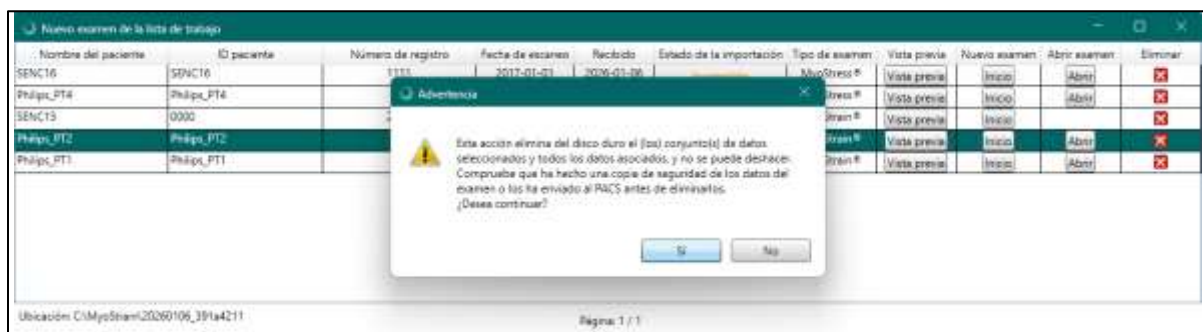 Nuevo examen de la lista de trabajo
Nombre del paciente ID paciente Número de registro Fecha de escaneo Recibido Estado de la importación Tipo de examen Vista previa Nuevo examen Abrir examen Eliminar
SENC16 SENC16 1111 2017-01-01 2026-01-06 MyoStress® Vista previa Inicio Abrir
Philips_PT4 Philips_PT4 Stress® Vista previa Inicio Abrir
SENC15 0000 Strain® Vista previa Inicio
Philips_PT2 Philips_PT2 Strain® Vista previa Inicio Abrir
Philips_PT1 Philips_PT1 Strain® Vista previa Inicio Abrir
Advertencia
Esta acción elimina del disco duro el (los) conjunto(s) de datos
seleccionados y todos los datos asociados, y no se puede deshacer.
Compruebe que ha hecho una copia de seguridad de los datos del
examen o los ha enviado al PACS antes de eliminarlos.
¿Desea continuar?
Sí No
Ubicación: C:\MyoStrain\20260106_391a4211 Página: 1 / 1